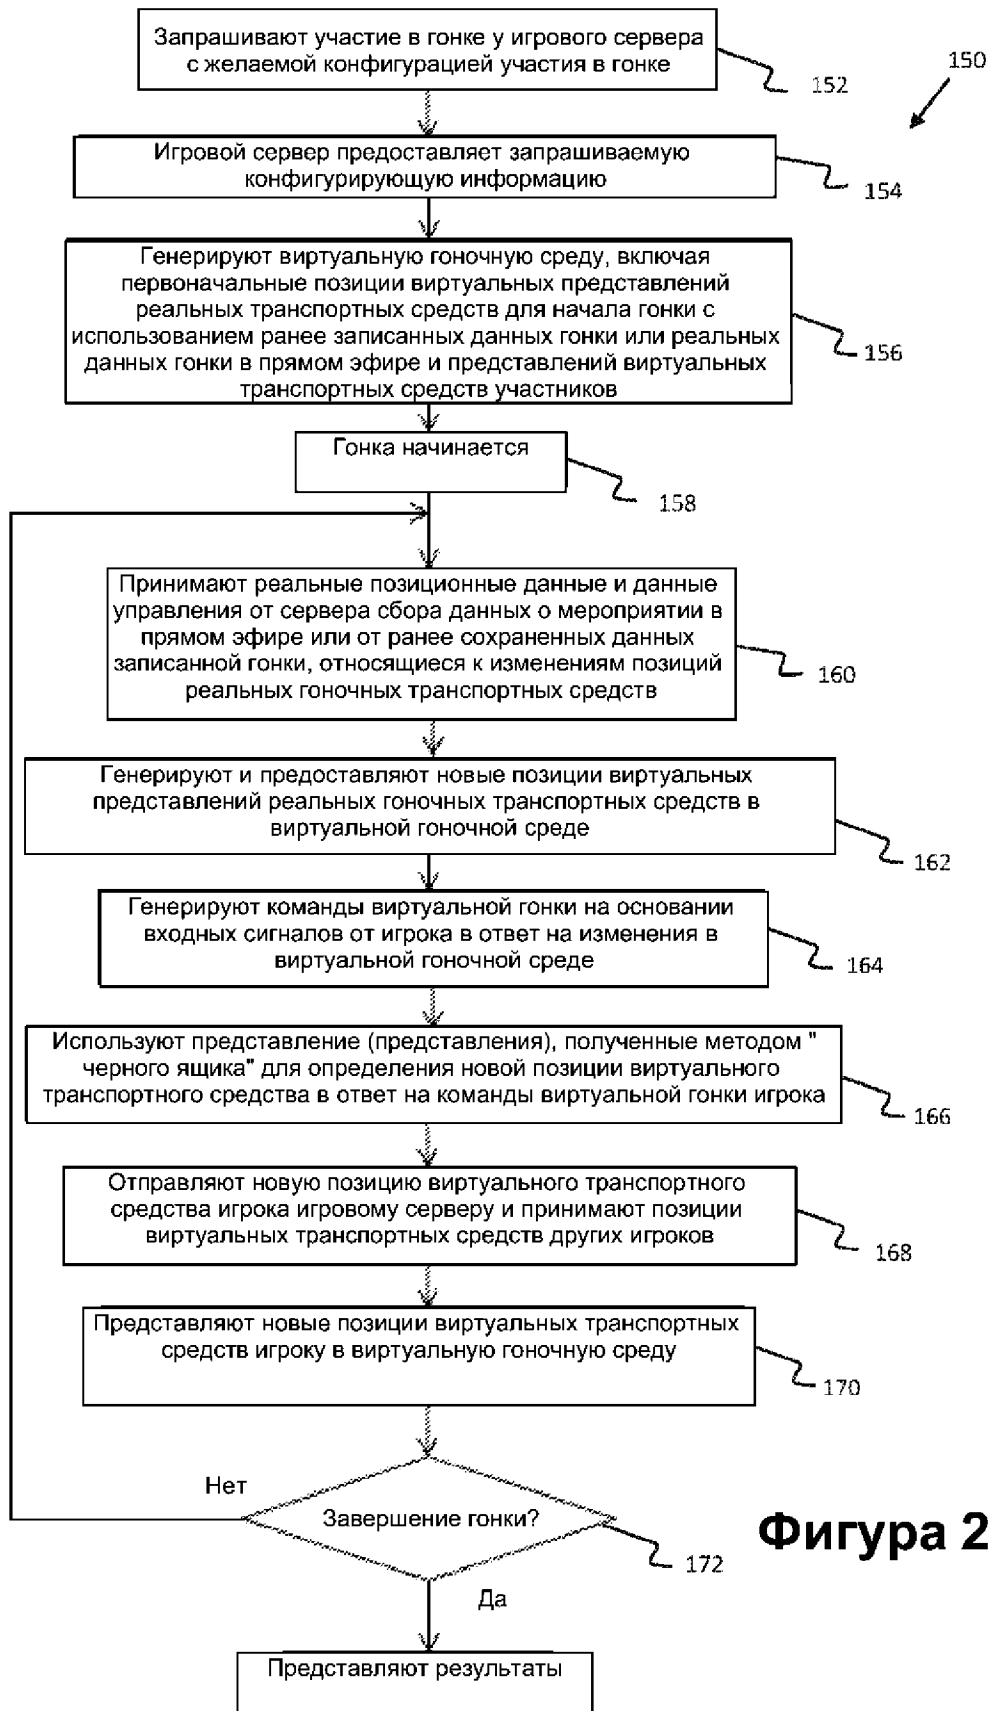 Запрашивают участие в гонке у игрового сервера
с желаемой конфигурацией участия в гонке
152
150
Игровой сервер предоставляет запрашиваемую
конфигурирующую информацию
154
Генерируют виртуальную гоночную среду, включая
первоначальные позиции виртуальных представлений
реальных транспортных средств для начала гонки с
использованием ранее записанных данных гонки или реальных
данных гонки в прямом эфире и представлений виртуальных
транспортных средств участников
156
Гонка начинается
158
Принимают реальные позиционные данные и данные
управления от сервера сбора данных о мероприятии в
прямом эфире или от ранее сохраненных данных
записанной гонки, относящиеся к изменениям позиций
реальных гоночных транспортных средств
160
Генерируют и предоставляют новые позиции виртуальных
представлений реальных гоночных транспортных средств в
виртуальной гоночной среде
162
Генерируют команды виртуальной гонки на основании
входных сигналов от игрока в ответ на изменения в
виртуальной гоночной среде
164
Используют представление (представления), полученные методом "
черного ящика" для определения новой позиции виртуального
транспортного средства в ответ на команды виртуальной гонки игрока
166
Отправляют новую позицию виртуального транспортного
средства игрока игровому серверу и принимают позиции
виртуальных транспортных средств других игроков
168
Представляют новые позиции виртуальных транспортных
средств игроку в виртуальную гоночную среду
170
Нет
Завершение гонки?
172
Фигура 2
Да
Представляют результаты